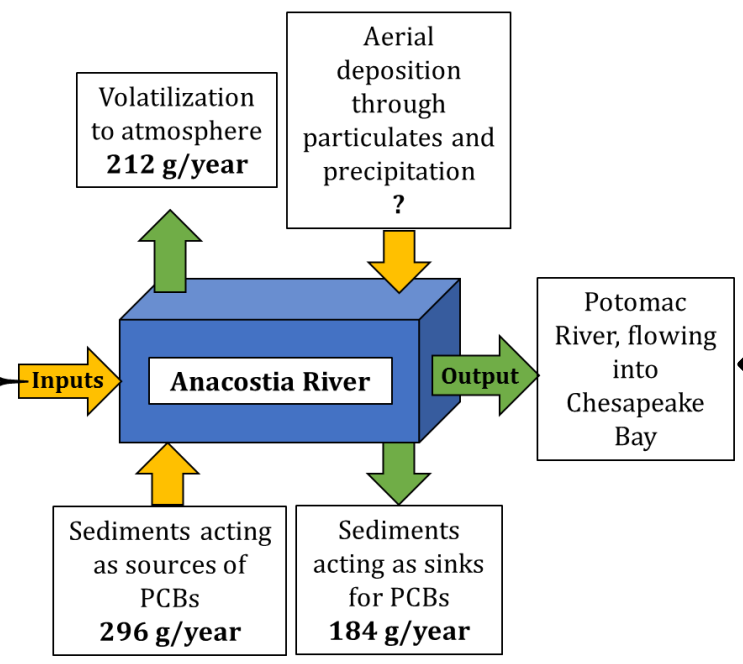 Aerial
deposition
through
particulates and
precipitation
?
Volatilization
to atmosphere
212 g/year
Inputs
Anacostia River
Output
Potomac
River, flowing
into
Chesapeake
Bay
Sediments acting
as sources of
PCBs
296 g/year
Sediments
acting as sinks
for PCBs
184 g/year